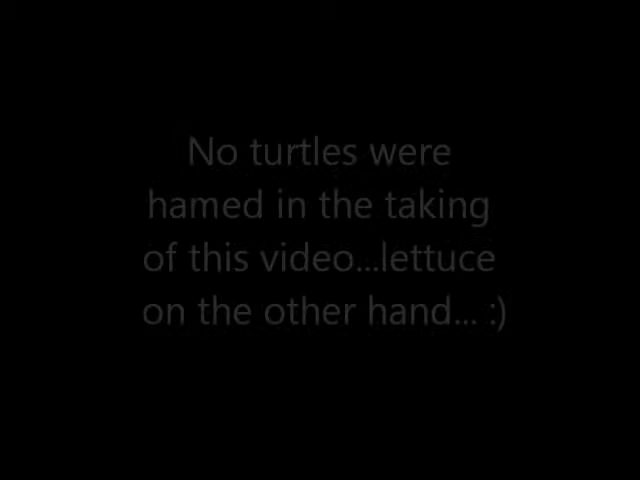 No turtles were
hamed in the taking
of this video...lettuce
on the other hand... :)